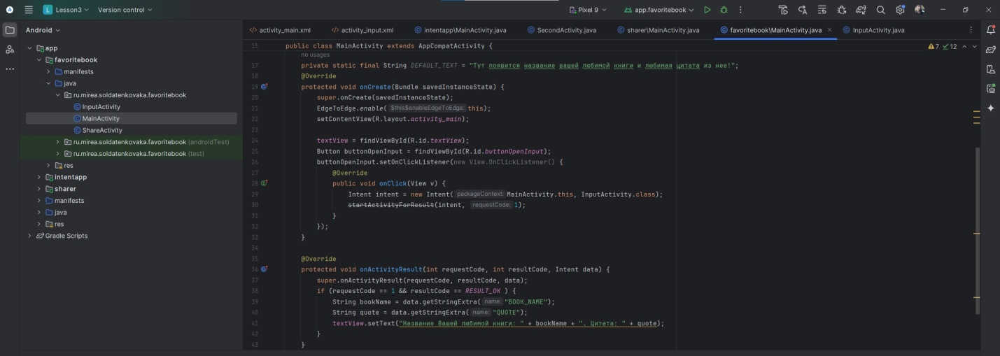 Lesson3
Version control
Pixel 9
app.favoritebook
Android
activity_main.xml
activity_input.xml
intentapp\MainActivity.java
SecondActivity.java
sharer\MainActivity.java
favoritebook\MainActivity.java
InputActivity.java
app
favoritebook
manifests
java
ru.mirea.soldatenkovaka.favoritebook
InputActivity
MainActivity
ShareActivity
ru.mirea.soldatenkovaka.favoritebook (androidTest)
ru.mirea.soldatenkovaka.favoritebook (test)
res
intentapp
sharer
manifests
java
res
Gradle Scripts
15 public class MainActivity extends AppCompatActivity {
7 12
no usages
17 private static final String DEFAULT_TEXT = "Тут появится название вашей любимой книги и любимая цитата из нее!";
18 @Override
19 protected void onCreate(Bundle savedInstanceState) {
20 super.onCreate(savedInstanceState);
21 EdgeToEdge.enable( $this$enableEdgeToEdge: this);
22 setContentView(R.layout.activity_main);
23
24 textView = findViewById(R.id.textView);
25 Button buttonOpenInput = findViewById(R.id.buttonOpenInput);
26 buttonOpenInput.setOnClickListener(new View.OnClickListener() {
27 @Override
28 public void onClick(View v) {
29 Intent intent = new Intent( packageContext: MainActivity.this, InputActivity.class);
30 startActivityForResult(intent, requestCode: 1);
31 }
32 });
33 }
34
35 @Override
36 protected void onActivityResult(int requestCode, int resultCode, Intent data) {
37 super.onActivityResult(requestCode, resultCode, data);
38 if (requestCode == 1 && resultCode == RESULT_OK ) {
39 String bookName = data.getStringExtra( name: "BOOK_NAME");
40 String quote = data.getStringExtra( name: "QUOTE");
41 textView.setText("Название Вашей любимой книги: " + bookName + ". Цитата: " + quote);
42 }
43 }